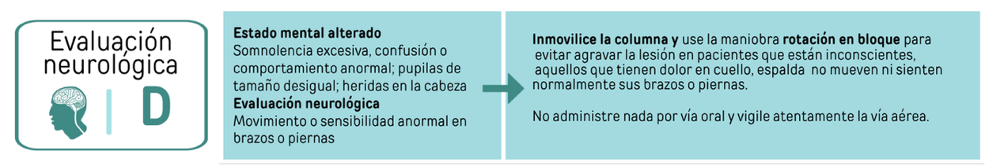 Evaluación
neurológica
D
Estado mental alterado
Somnolencia excesiva, confusión o
comportamiento anormal; pupilas de
tamaño desigual; heridas en la cabeza
Evaluación neurológica
Movimiento o sensibilidad anormal en
brazos o piernas
Inmovilice la columna y use la maniobra rotación en bloque para
evitar agravar la lesión en pacientes que están inconscientes,
aquellos que tienen dolor en cuello, espalda no mueven ni sienten
normalmente sus brazos o piernas.
No administre nada por vía oral y vigile atentamente la vía aérea.